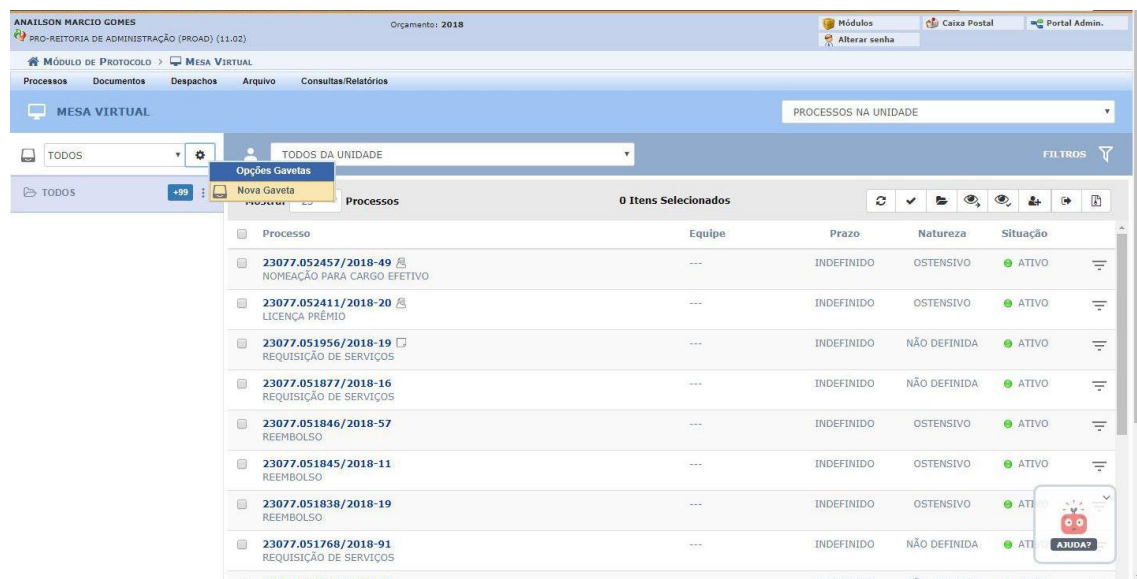 ANAILSON MARCIO GOMES
Orçamento: 2018
Módulos
Caixa Postal
Portal Admin.
PRO-REITORIA DE ADMINISTRAÇÃO (PROAD) (11.02)
Alterar senha
MÓDULO DE PROTOCOLO > MESA VIRTUAL
Processos Documentos Despachos Arquivo Consultas/Relatórios
MESA VIRTUAL
PROCESSOS NA UNIDADE
TODOS
TODOS DA UNIDADE
FILTROS
Opções Gavetas
TODOS +99
Nova Gaveta
Mostrar 25 Processos
0 Itens Selecionados
Processo Equipe Prazo Natureza Situação
23077.052457/2018-49 --- INDEFINIDO OSTENSIVO ATIVO
NOMEAÇÃO PARA CARGO EFETIVO
23077.052411/2018-20 --- INDEFINIDO OSTENSIVO ATIVO
LICENÇA PRÊMIO
23077.051956/2018-19 --- INDEFINIDO NÃO DEFINIDA ATIVO
REQUISIÇÃO DE SERVIÇOS
23077.051877/2018-16 --- INDEFINIDO NÃO DEFINIDA ATIVO
REQUISIÇÃO DE SERVIÇOS
23077.051846/2018-57 --- INDEFINIDO OSTENSIVO ATIVO
REEMBOLSO
23077.051845/2018-11 --- INDEFINIDO OSTENSIVO ATIVO
REEMBOLSO
23077.051838/2018-19 --- INDEFINIDO OSTENSIVO ATIVO
REEMBOLSO
23077.051768/2018-91 --- INDEFINIDO NÃO DEFINIDA ATI
REQUISIÇÃO DE SERVIÇOS
AJUDA?